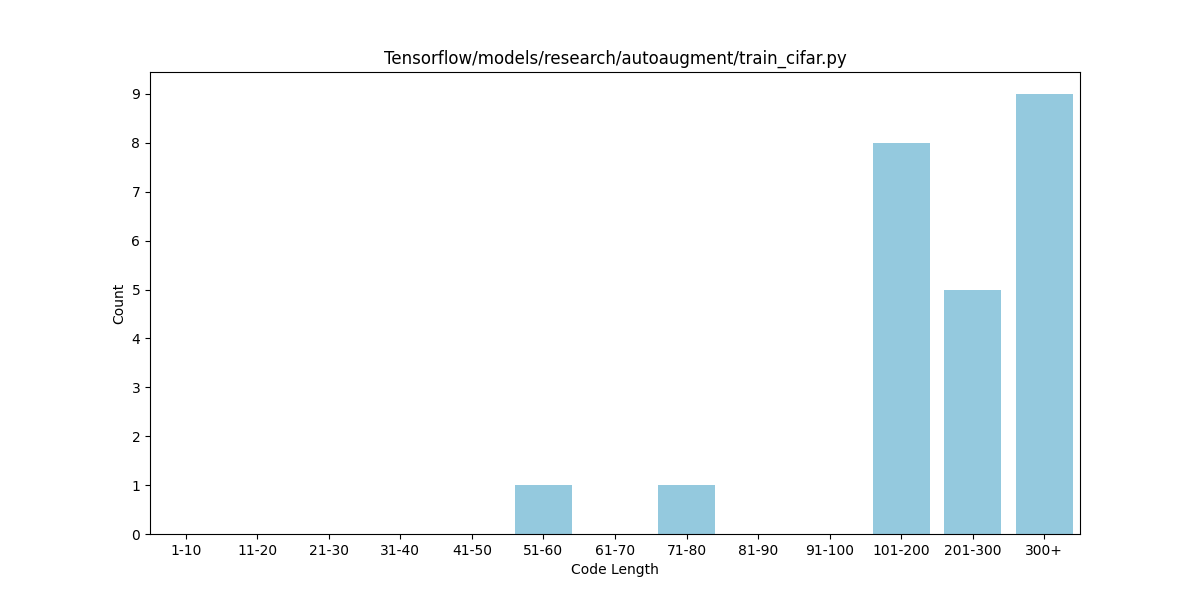 Tensorflow/models/research/autoaugment/train_cifar.py
9
8
7
6
5
4
3
2
1
0
Count
1-10 11-20 21-30 31-40 41-50 51-60 61-70 71-80 81-90 91-100 101-200 201-300 300+
Code Length